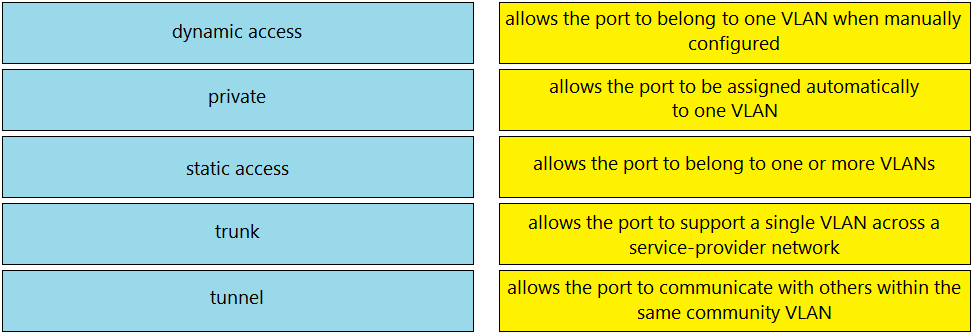 dynamic access
allows the port to belong to one VLAN when manually
configured
private
allows the port to be assigned automatically
to one VLAN
static access
allows the port to belong to one or more VLANs
trunk
allows the port to support a single VLAN across a
service-provider network
tunnel
allows the port to communicate with others within the
same community VLAN